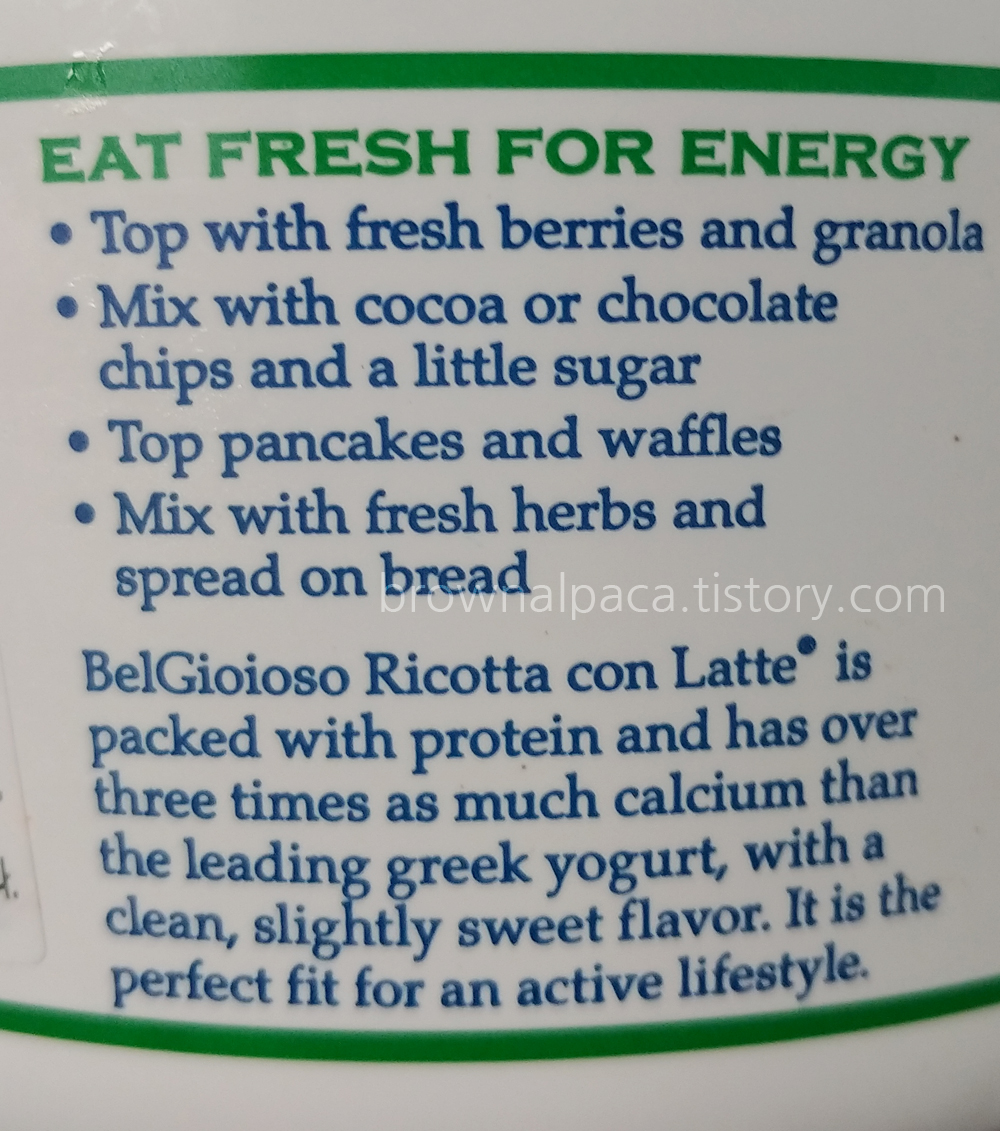 EAT FRESH FOR ENERGY
• Top with fresh berries and granola
• Mix with cocoa or chocolate
chips and a little sugar
• Top pancakes and waffles
• Mix with fresh herbs and
spread on bread
brownalpaca.tistory.com
BelGioioso Ricotta con Latte® is
packed with protein and has over
three times as much calcium than
the leading greek yogurt, with a
clean, slightly sweet flavor. It is the
perfect fit for an active lifestyle.